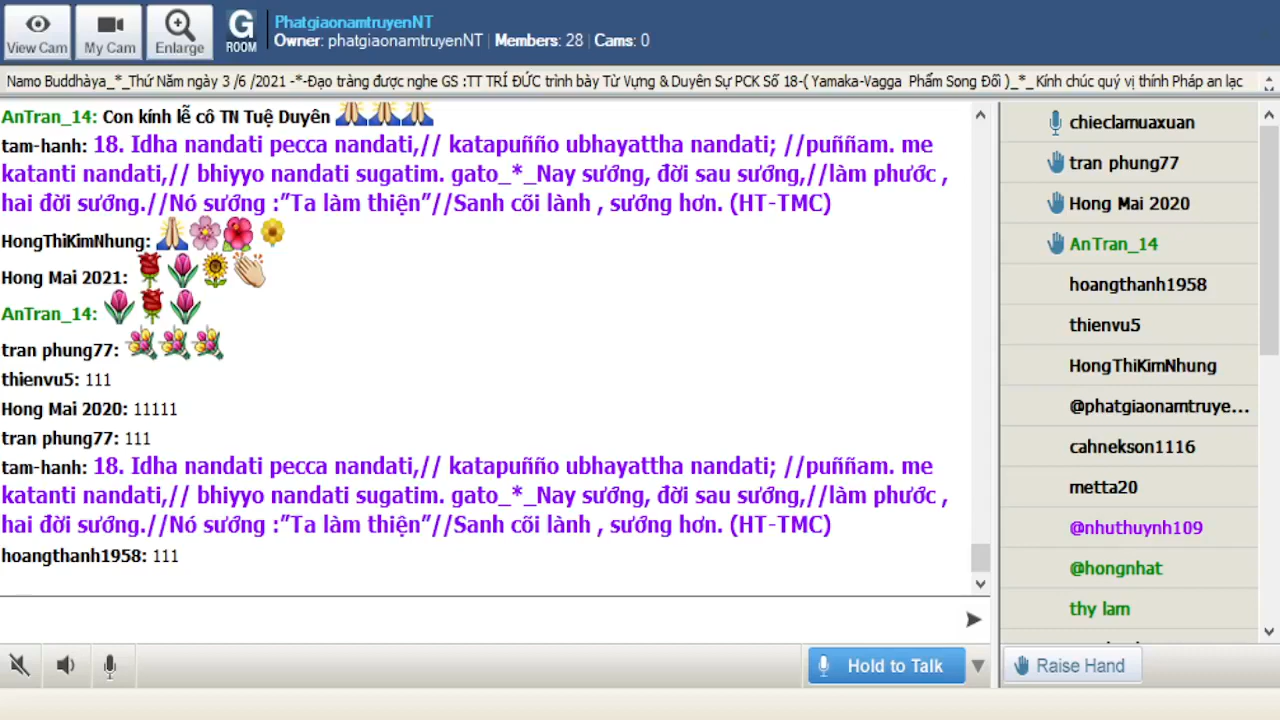 View Cam
My Cam
Enlarge
G
ROOM
PhatgiaonamtruyenNT
Owner: phatgiaonamtruyenNT | Members: 28 | Cams: 0
Namo Buddhàya_*_Thứ Năm ngày 3 /6 /2021 -*-Đạo tràng được nghe GS :TT TRÍ ĐỨC trình bày Từ Vựng & Duyên Sự PCK Số 18-( Yamaka-Vagga Phẩm Song Đối )_*_ Kính chúc quý vị thính Pháp an lạc
AnTran_14: Con kính lễ cô TN Tuệ Duyên
tam-hanh: 18. Idha nandati pecca nandati,// katapuñño ubhayattha nandati; //puññam. me
katanti nandati,// bhiyyo nandati sugatim. gato_*_Nay sướng, đời sau sướng,//làm phước ,
hai đời sướng.//Nó sướng :”Ta làm thiện”//Sanh cõi lành , sướng hơn. (HT-TMC)
HongThiKimNhung:
Hong Mai 2021:
AnTran_14:
tran phung77:
thienvu5: 111
Hong Mai 2020: 11111
tran phung77: 111
tam-hanh: 18. Idha nandati pecca nandati,// katapuñño ubhayattha nandati; //puññam. me
katanti nandati,// bhiyyo nandati sugatim. gato_*_Nay sướng, đời sau sướng,//làm phước ,
hai đời sướng.//Nó sướng :”Ta làm thiện”//Sanh cõi lành , sướng hơn. (HT-TMC)
hoangthanh1958: 111
Hold to Talk
chieclamuaxuan
tran phung77
Hong Mai 2020
AnTran_14
hoangthanh1958
thienvu5
HongThiKimNhung
@phatgiaonamtruye...
cahnekson1116
metta20
@nhuthuynh109
@hongnhat
thy lam
Raise Hand